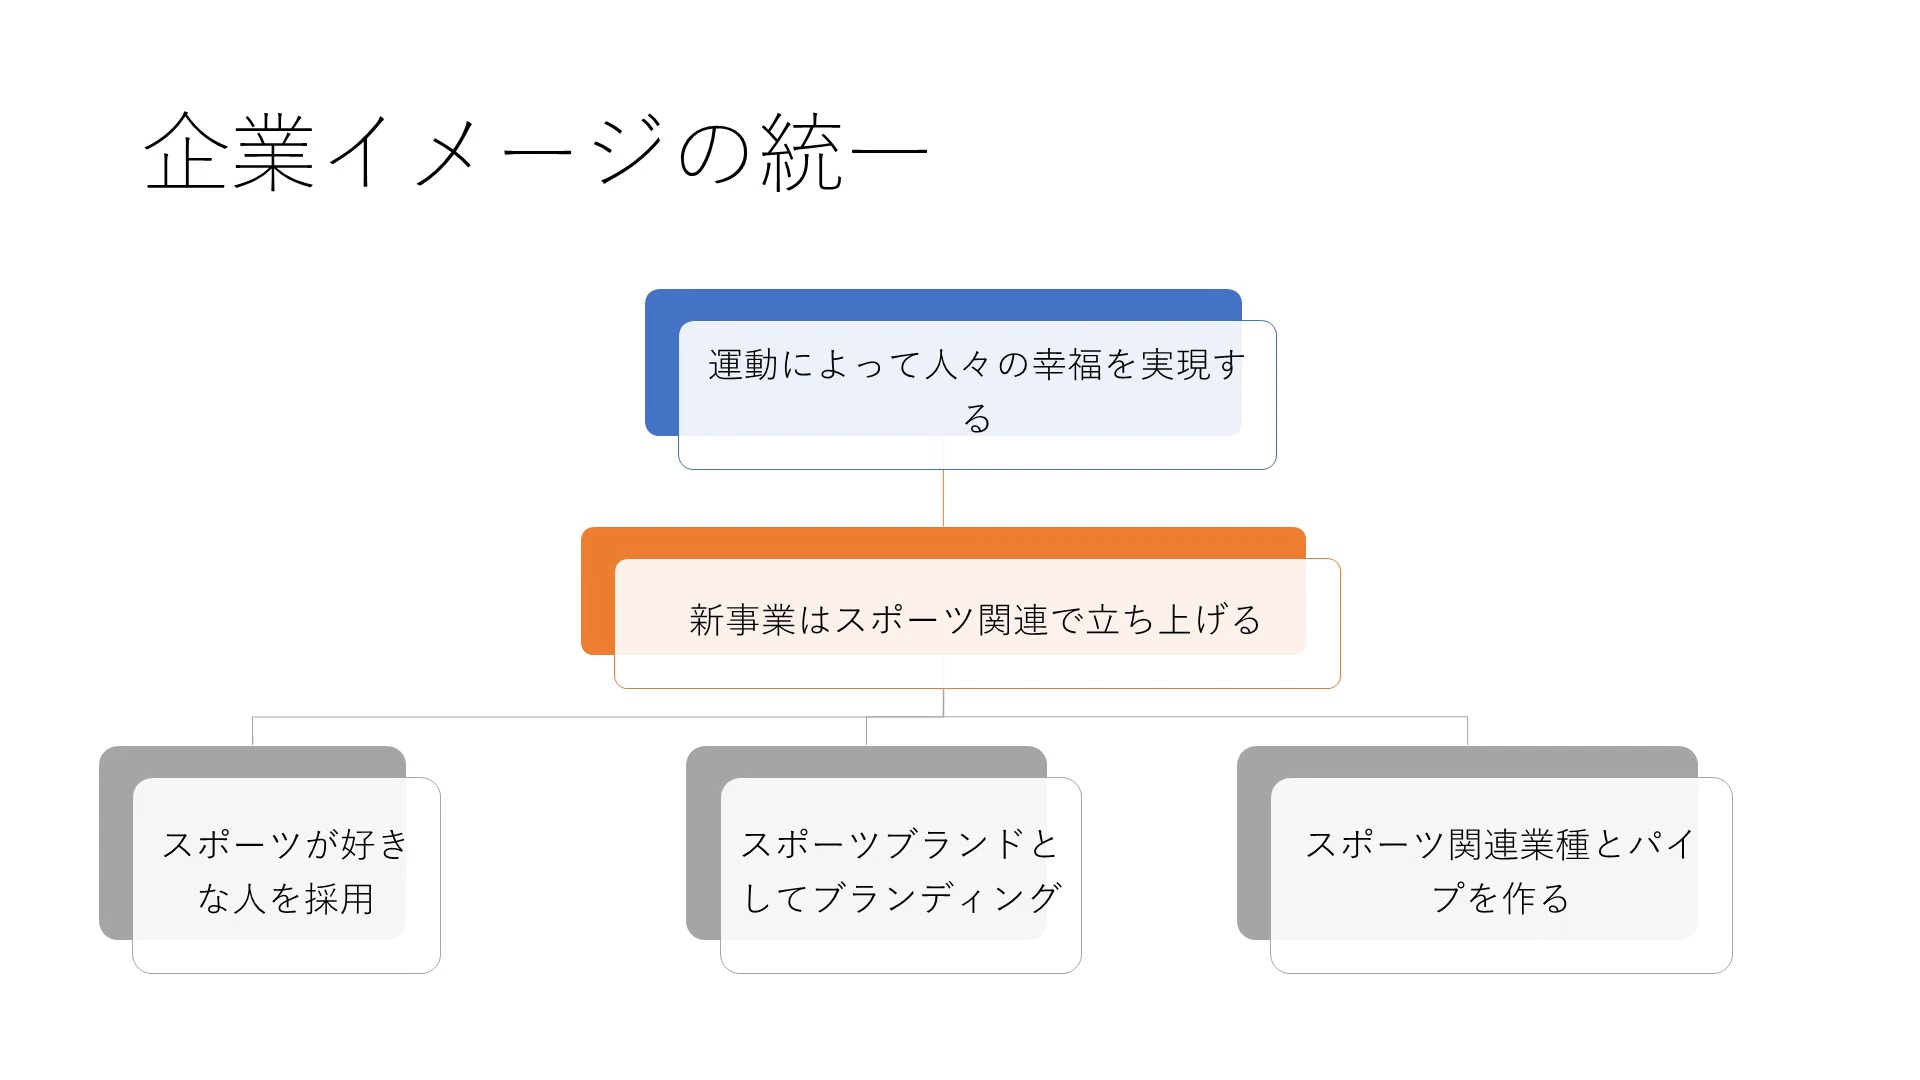 企業イメージの統一
運動によって人々の幸福を実現す
る
新事業はスポーツ関連で立ち上げる
スポーツが好き
な人を採用
スポーツブランドと
してブランディング
スポーツ関連業種とパイ
プを作る